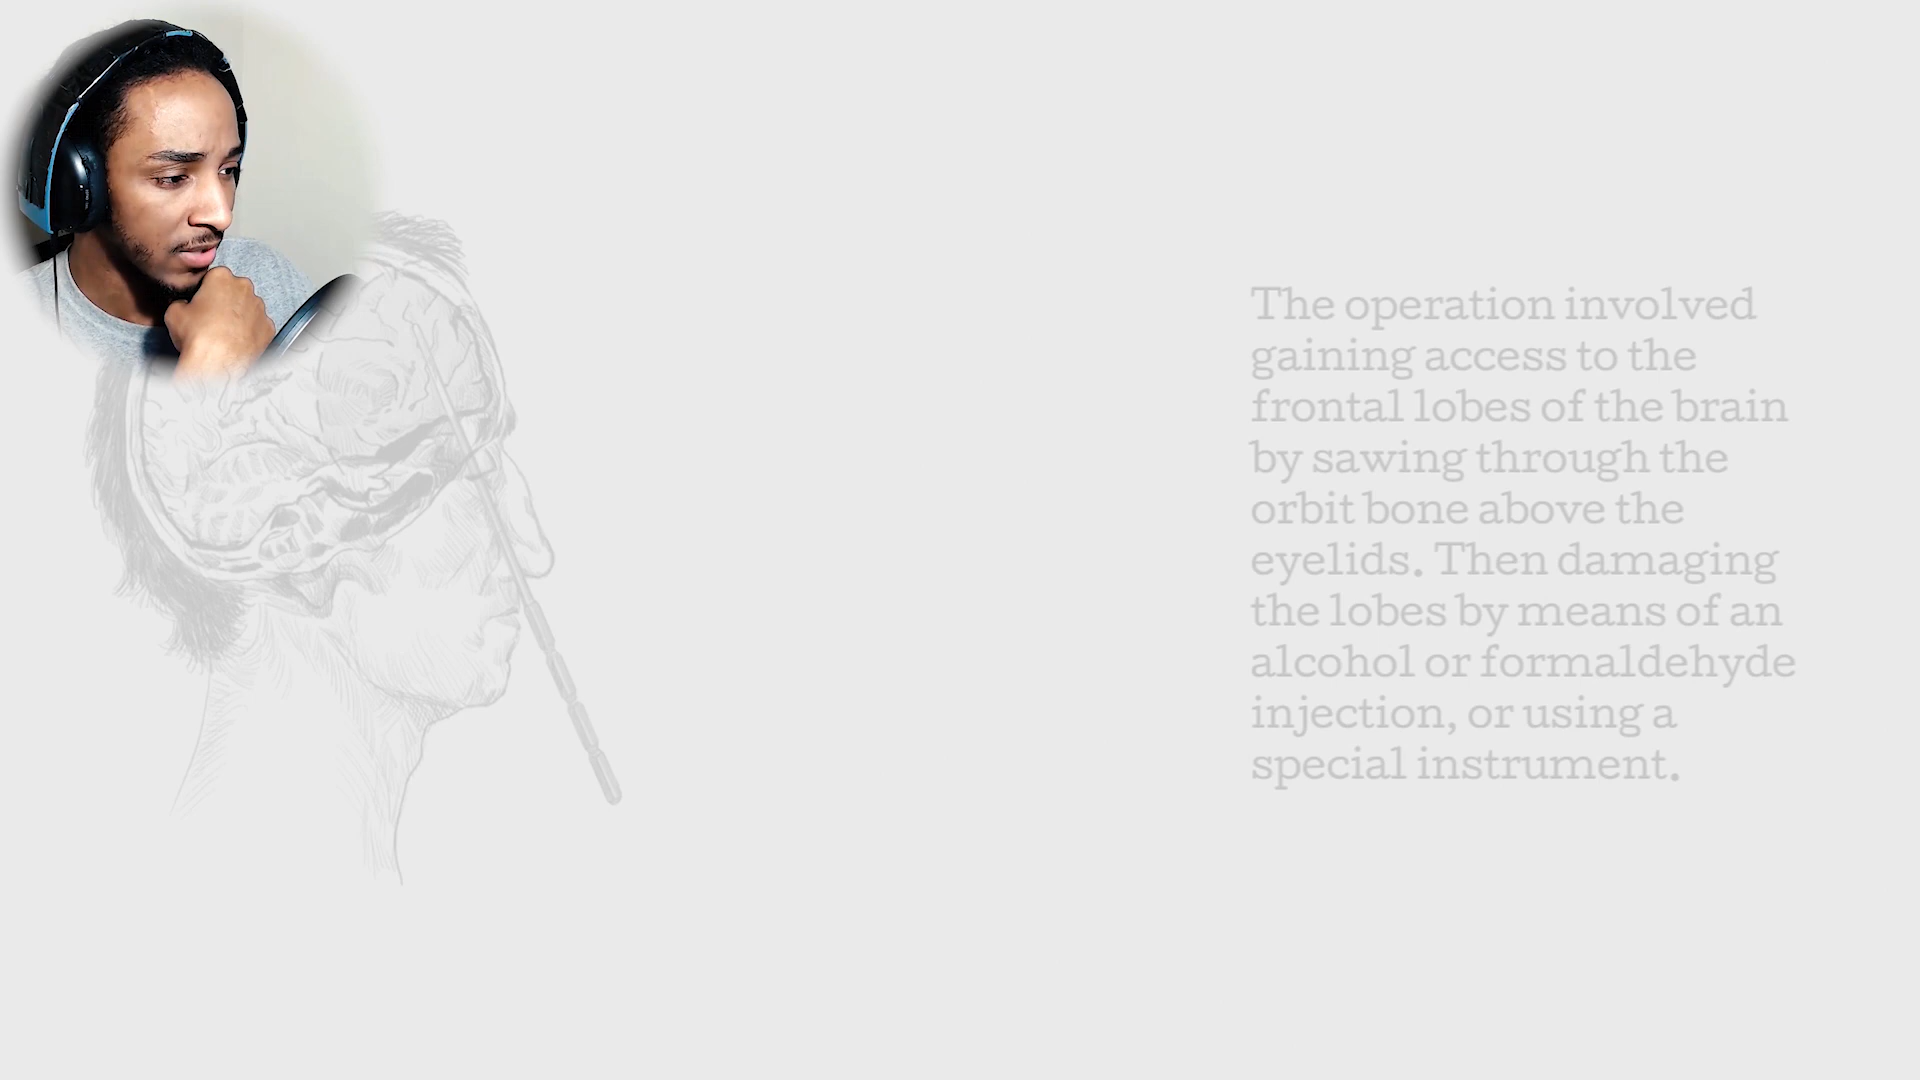 The operation involved
gaining access to the
frontal lobes of the brain
by sawing through the
orbit bone above the
eyelids. Then damaging
the lobes by means of an
alcohol or formaldehyde
injection, or using a
special instrument.